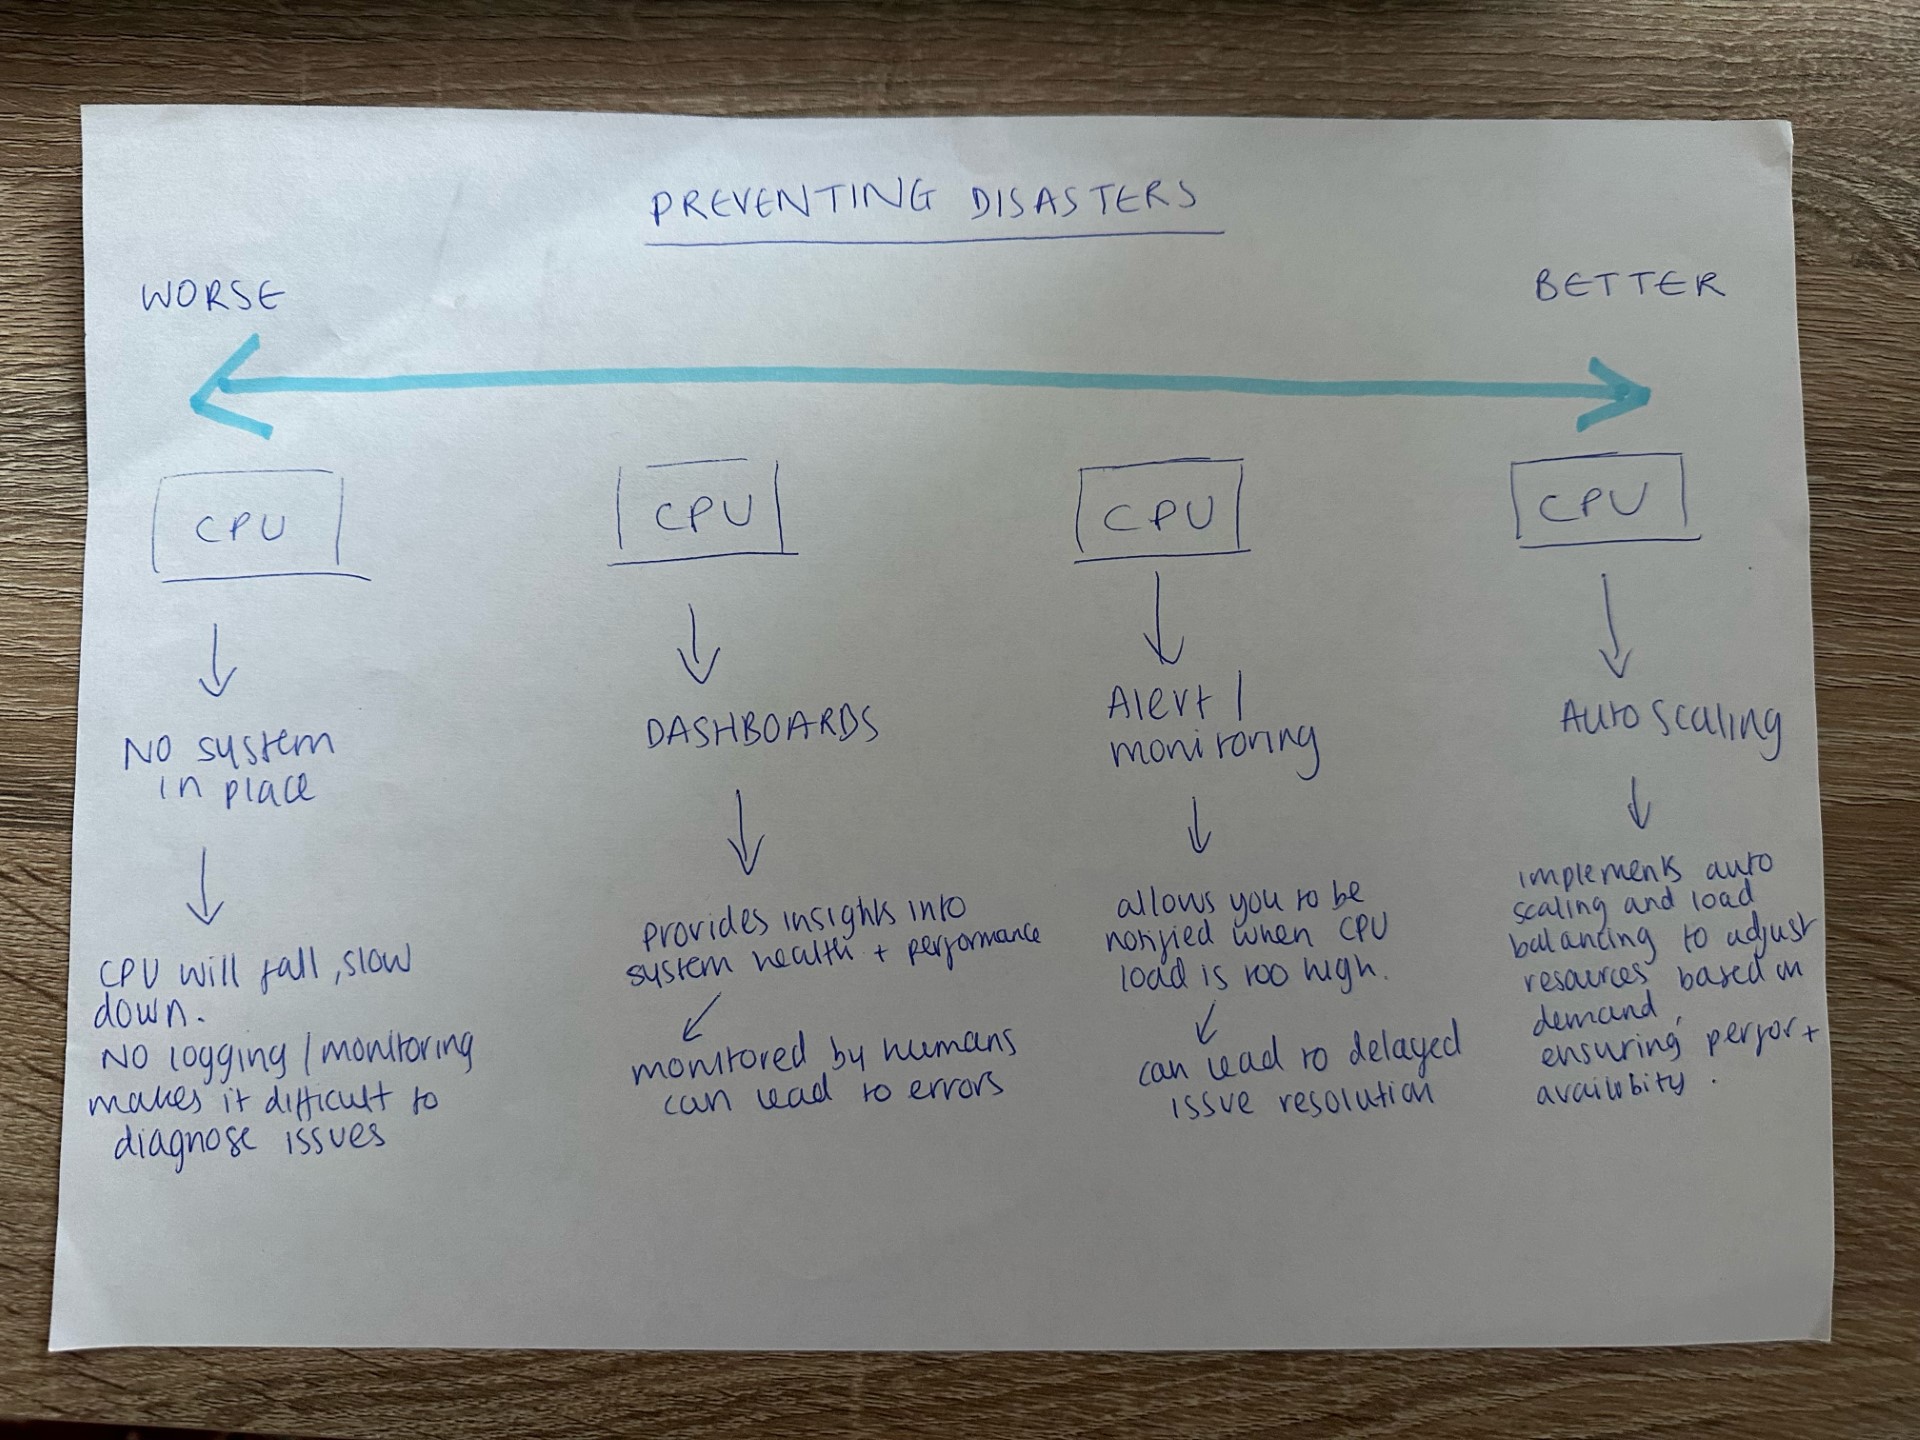 PREVENTING DISASTERS
WORSE
BETTER
CPU
NO system
in place
CPU will fall, slow
down.
NO logging / monitoring
makes it difficult to
diagnose issues
CPU
DASHBOARDS
provides insights into
system health + performance
monitored by humans
can lead to errors
CPU
Alert /
monitoring
allows you to be
notified when CPU
load is too high.
can lead to delayed
issue resolution
CPU
Auto scaling
implements auto
scaling and load
balancing to adjust
resources based on
demand,
ensuring perfor +
availibity.